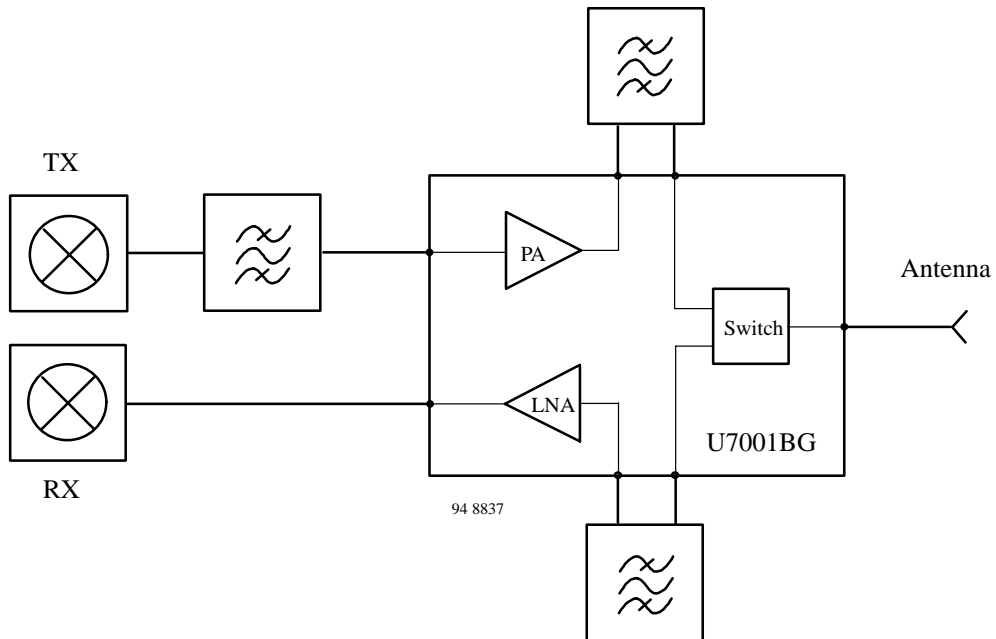 TX
PA
Antenna
Switch
LNA
U7001BG
RX
94 8837